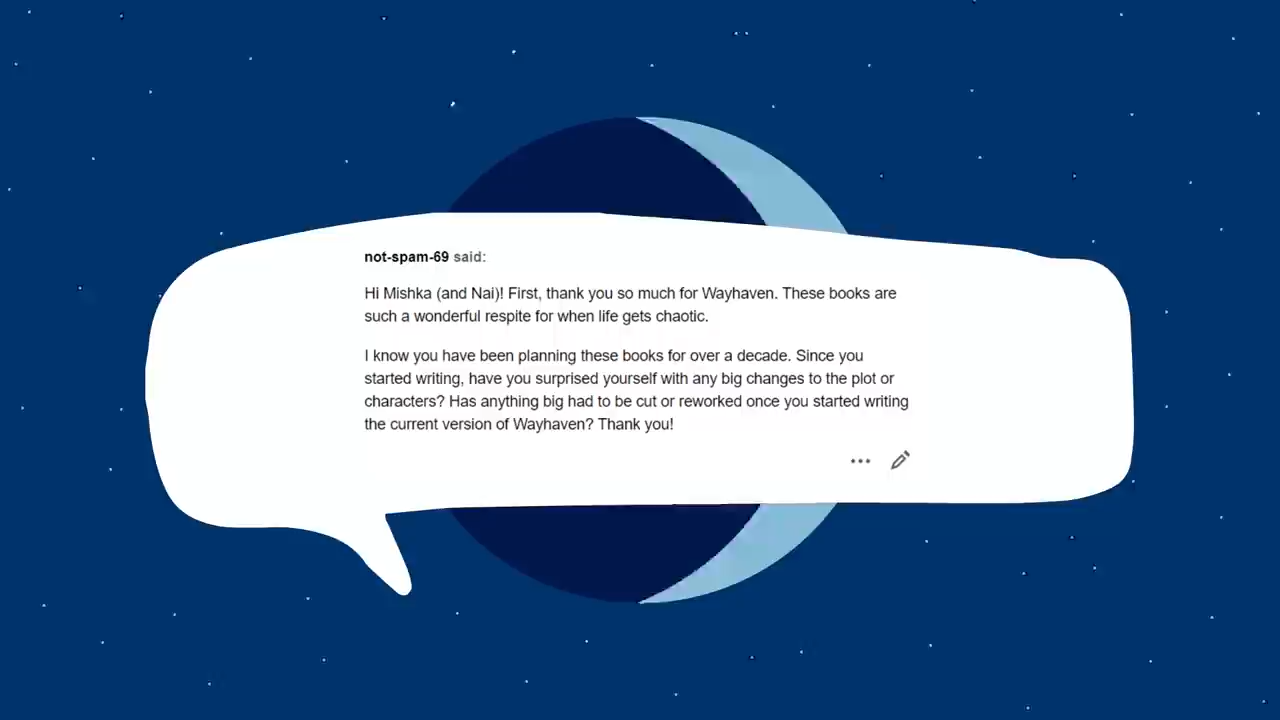 not-spam-69 said:
Hi Mishka (and Nai)! First, thank you so much for Wayhaven. These books are
such a wonderful respite for when life gets chaotic.
I know you have been planning these books for over a decade. Since you
started writing, have you surprised yourself with any big changes to the plot or
characters? Has anything big had to be cut or reworked once you started writing
the current version of Wayhaven? Thank you!